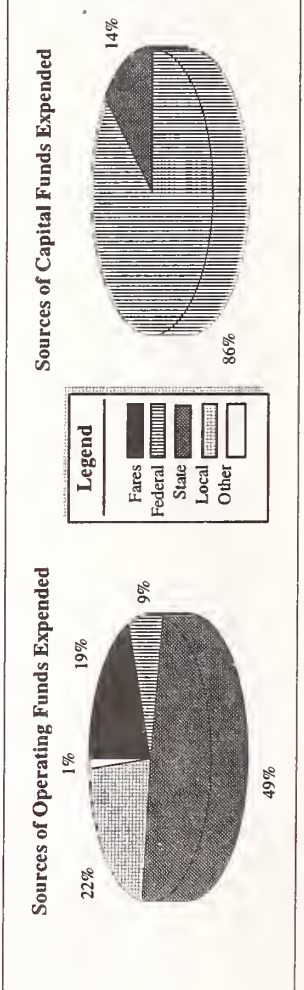 Sources of Operating Funds Expended
22%
1%
19%
9%
49%
Legend
Fares
Federal
State
Local
Other
Sources of Capital Funds Expended
14%
86%